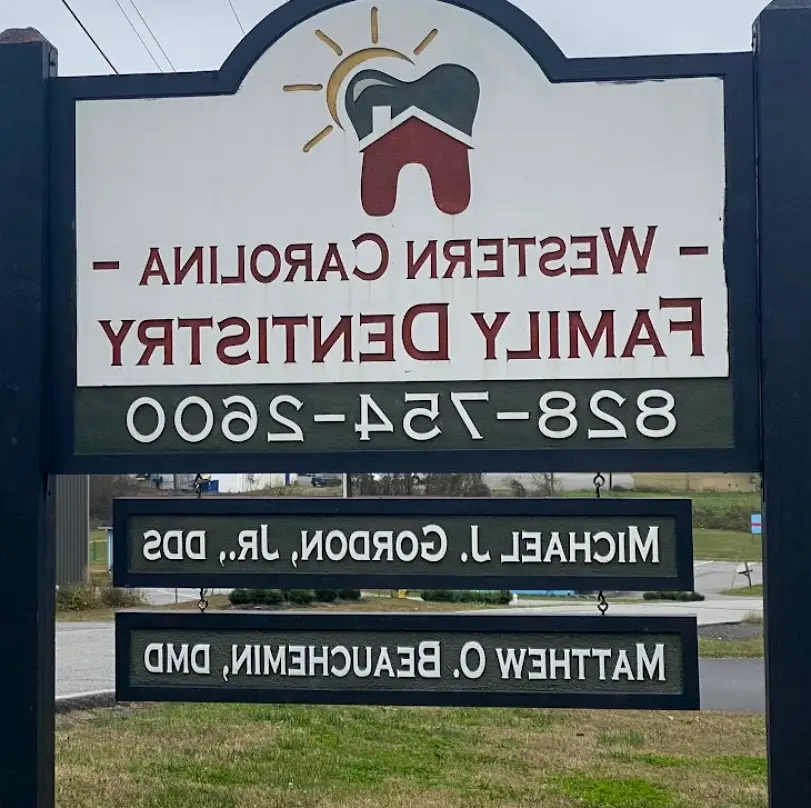 - Western Carolina -
Family Dentistry
828-754-2600
Michael J. Gordon, Jr., DDS
Matthew O. Beauchemin, DMD